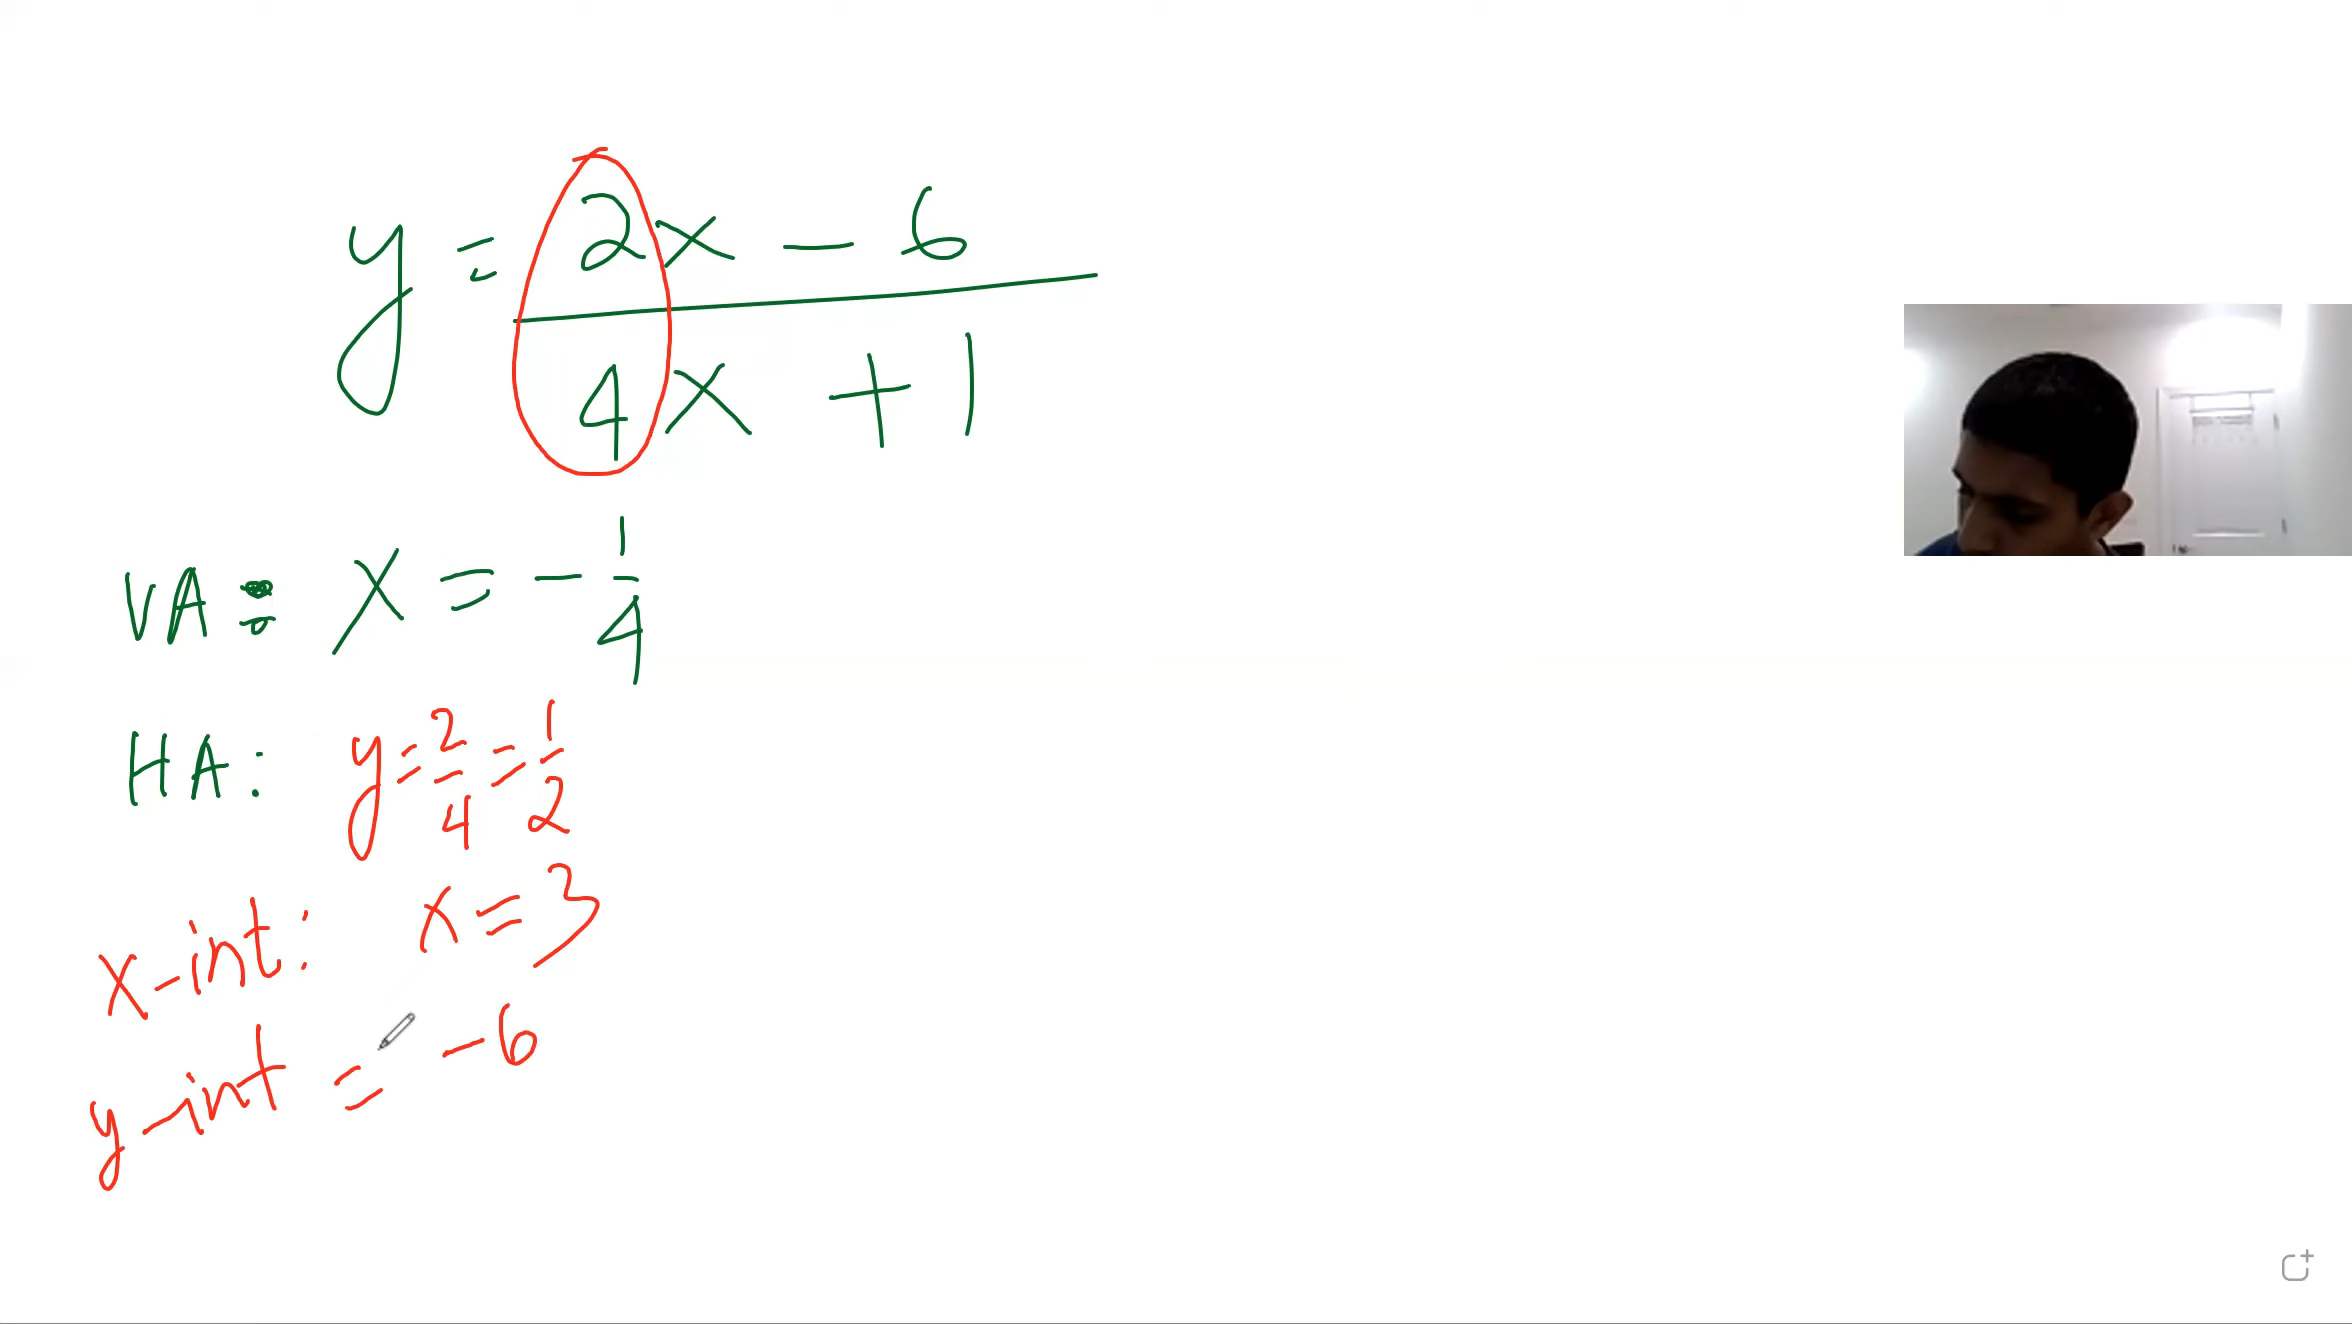 y = 2x - 6
4x + 1
VA: x = - 1/4
HA: y = 2/4 = 1/2
x-int: x = 3
y-int = -6